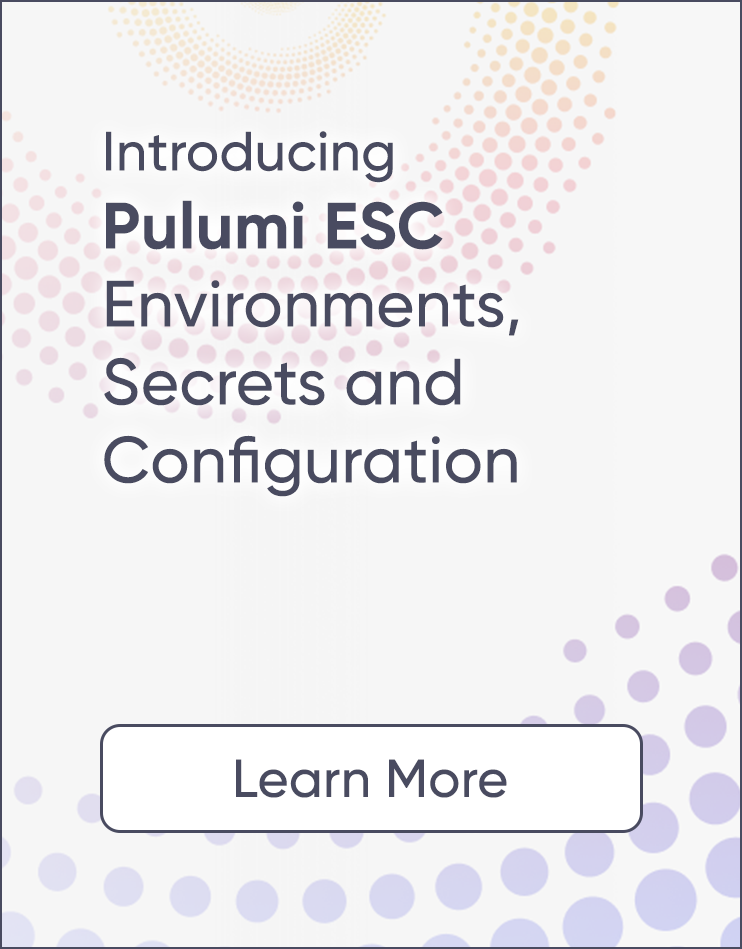 Introducing
Pulumi ESC
Environments,
Secrets and
Configuration
Learn More